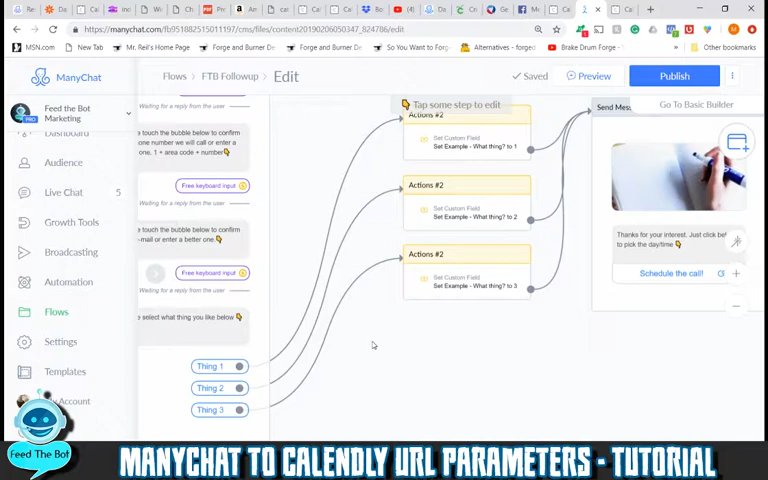 https://manychat.com/fb951882515011197/cms/files/content20190206050347_824786/edit
MSN.com
New Tab
Mr. Reil's Home Page
Forge and Burner De
Forge and Burner D
So You Want to Forg
Alternatives - forge
Brake Drum Forge -
Other bookmarks
ManyChat
Flows > FTB Followup > Edit
Saved
Preview
Publish
Feed the Bot
Marketing
PRO
Dashboard
Audience
Live Chat 5
Growth Tools
Broadcasting
Automation
Flows
Settings
Templates
My Account
Waiting for a reply from the user
touch the bubble below to confirm
one number we will call or enter a
1 + area code + number
Free keyboard input
Waiting for a reply from the user
touch the bubble below to confirm
-mail or enter a better one.
Free keyboard input
Waiting for a reply from the user
select what thing you like below
Thing 1
Thing 2
Thing 3
Tap some step to edit
Actions #2
Set Custom Field
Set Example - What thing? to 1
Actions #2
Set Custom Field
Set Example - What thing? to 2
Actions #2
Set Custom Field
Set Example - What thing? to 3
Send Mess
Go To Basic Builder
Thanks for your interest. Just click be
to pick the day/time
Schedule the call!
Feed The Bot
MANYCHAT TO CALENDLY URL PARAMETERS - TUTORIAL